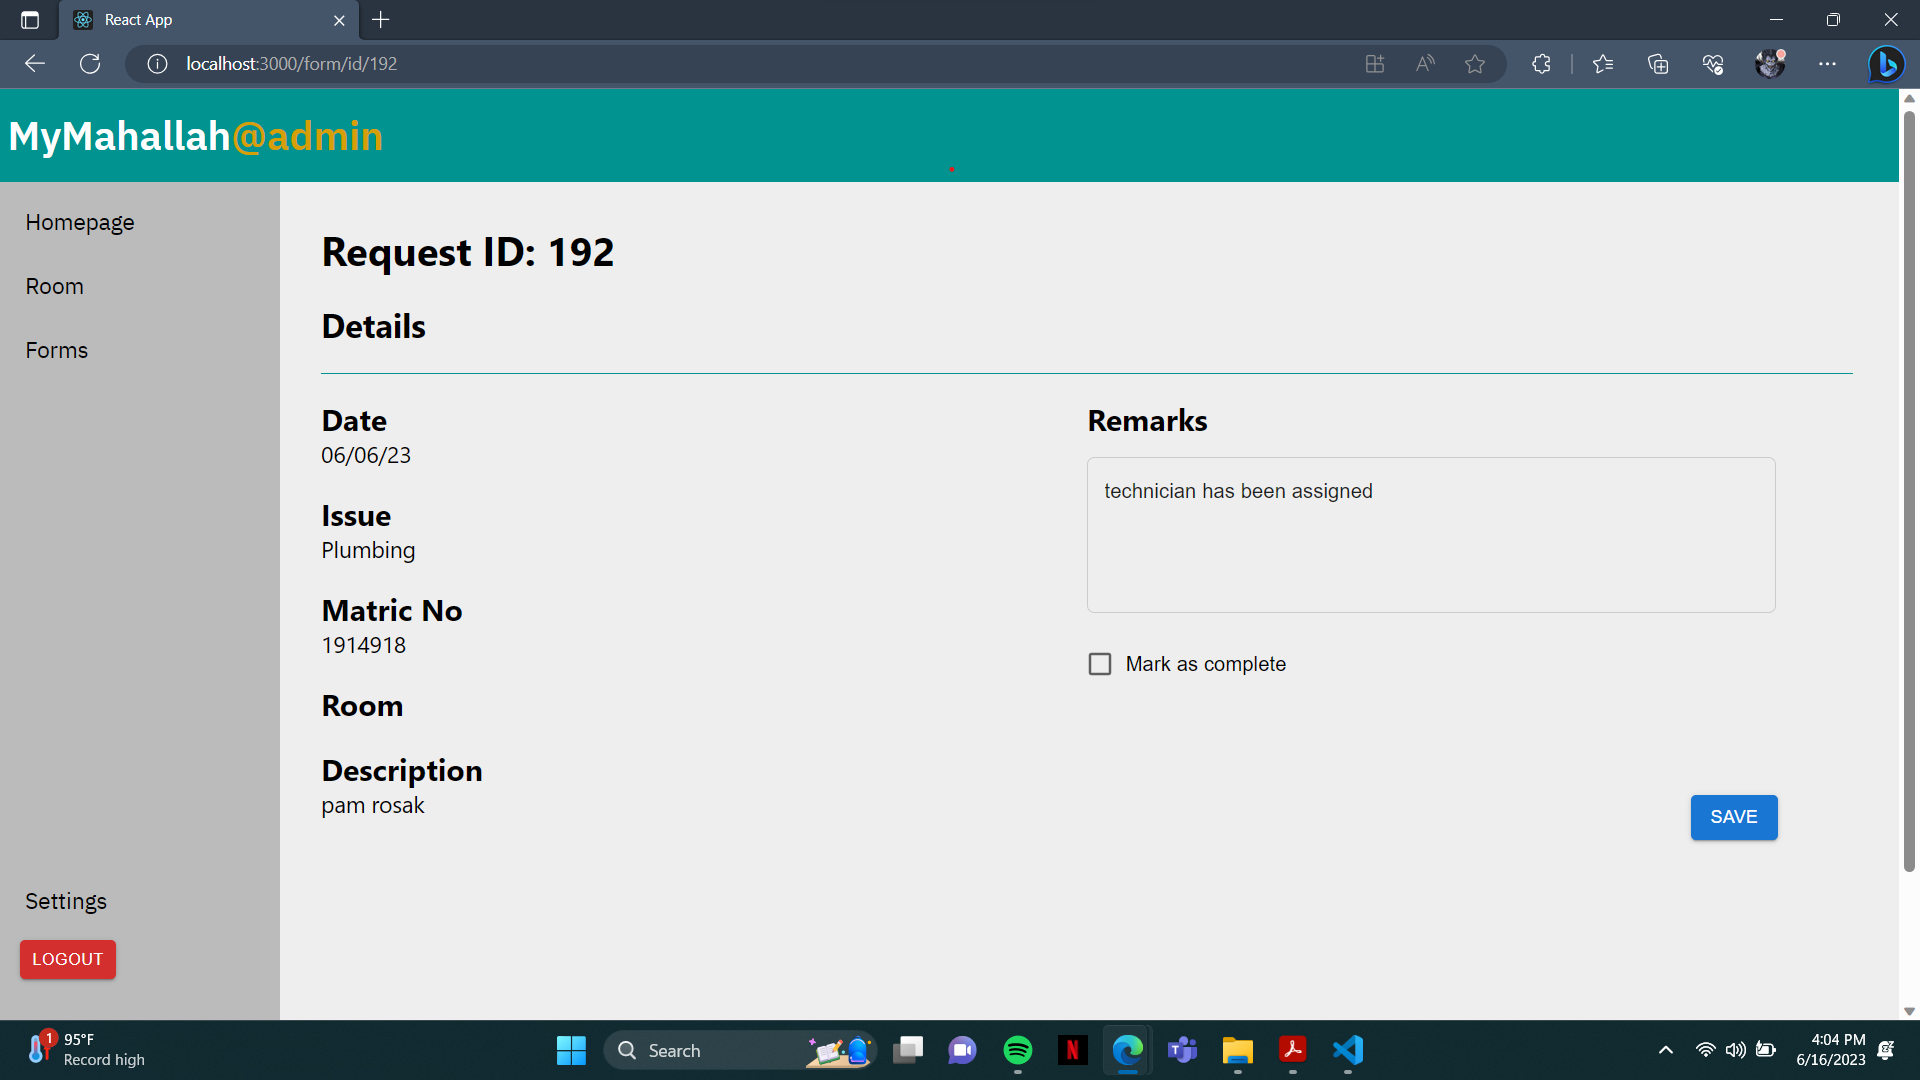 React App
localhost:3000/form/id/192
MyMahallah@admin
Homepage
Room
Forms
Settings
LOGOUT
Request ID: 192
Details
Date
06/06/23
Issue
Plumbing
Matric No
1914918
Room
Description
pam rosak
Remarks
technician has been assigned
Mark as complete
SAVE
1
95°F
Record high
Search
4:04 PM
6/16/2023